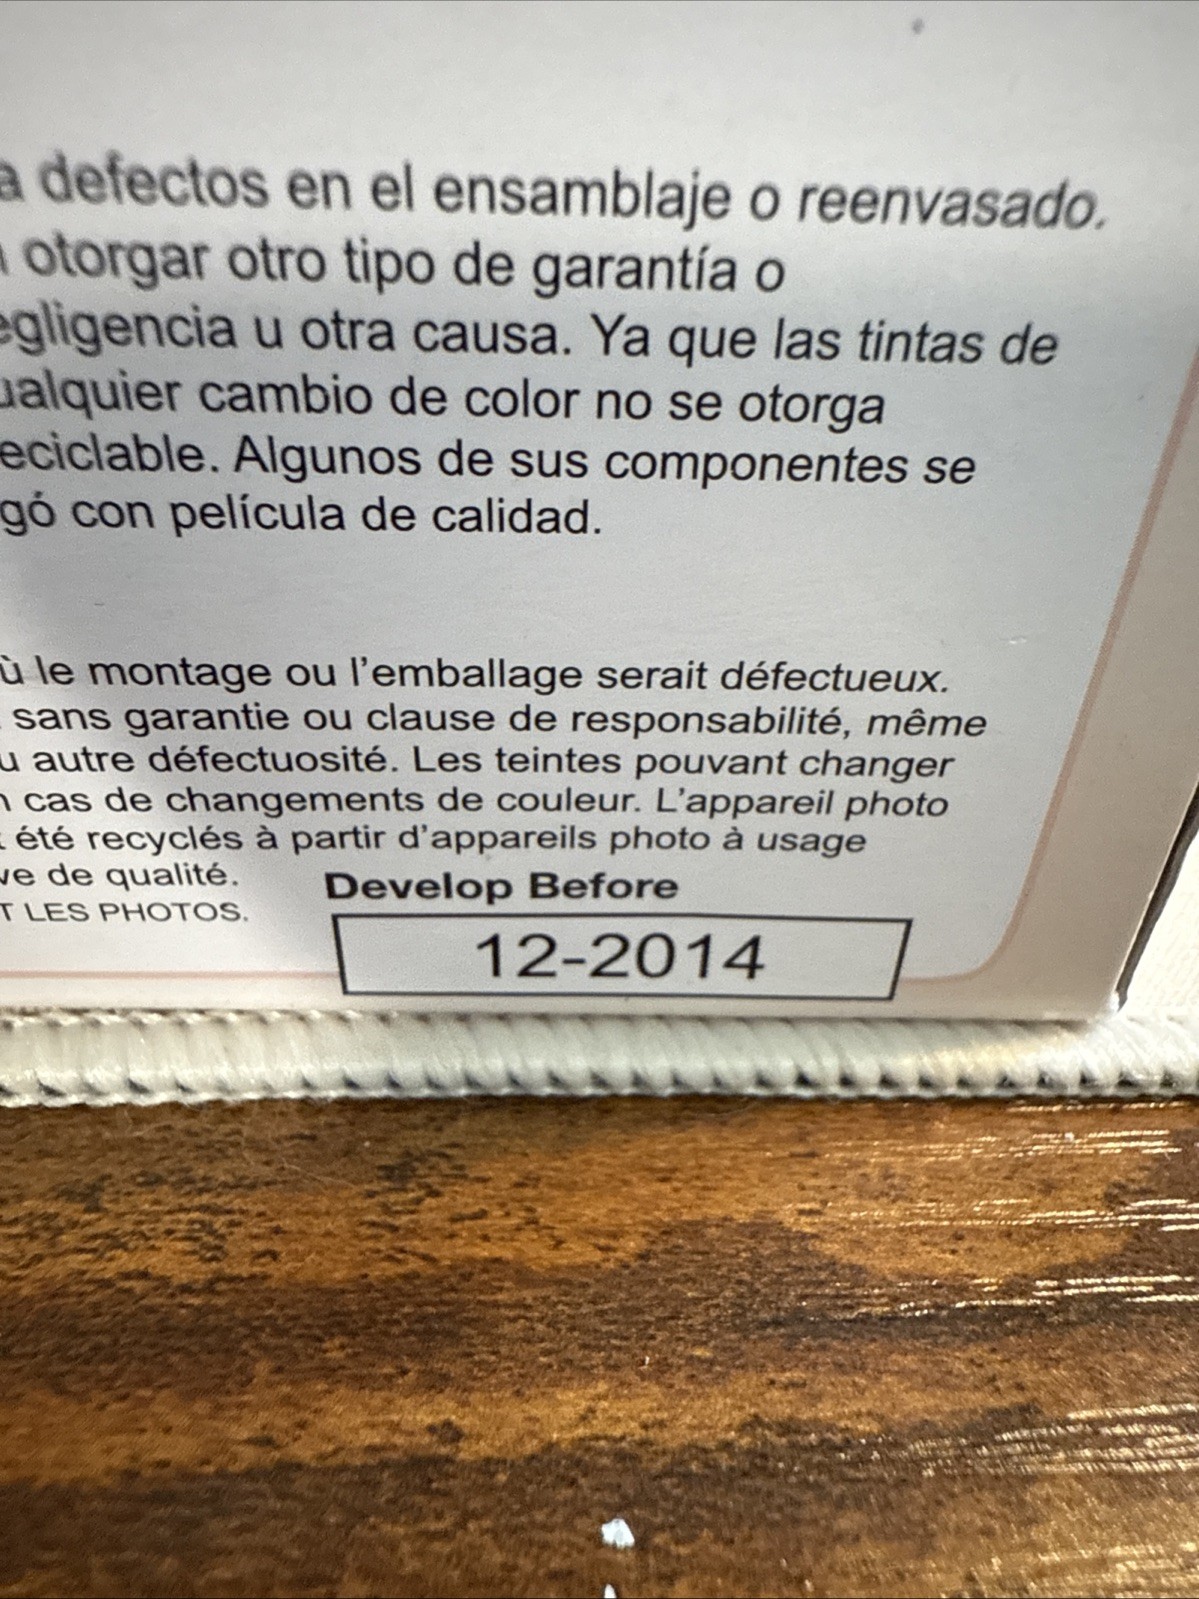 a defectos en el ensamblaje o reenvasado.
otorgar otro tipo de garantía o
egligencia u otra causa. Ya que las tintas de
ualquier cambio de color no se otorga
eciclable. Algunos de sus componentes se
gó con película de calidad.
ù le montage ou l'emballage serait défectueux.
sans garantie ou clause de responsabilité, même
u autre défectuosité. Les teintes pouvant changer
n cas de changements de couleur. L'appareil photo
t été recyclés à partir d'appareils photo à usage
ve de qualité.
T LES PHOTOS.
Develop Before
12-2014